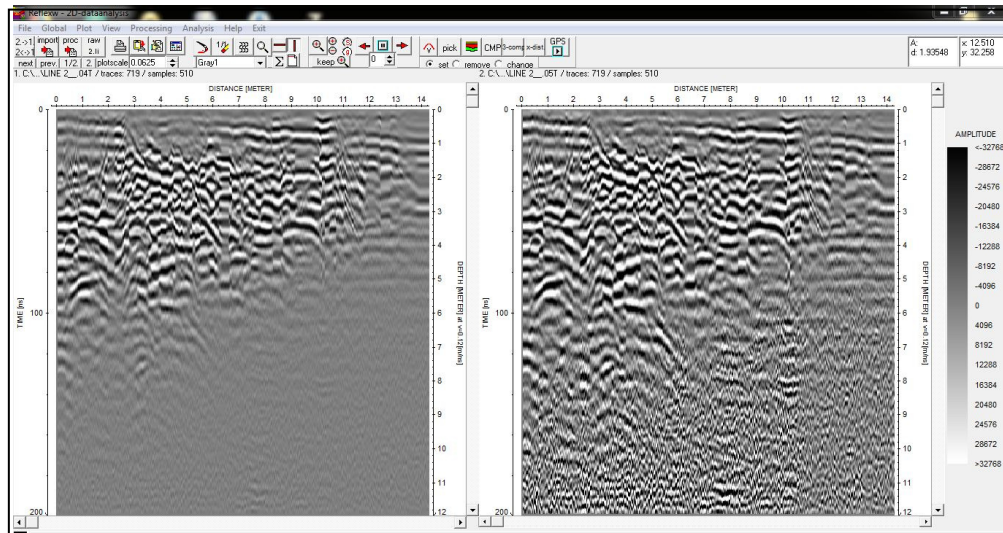 Reflexw - 2D-dataanalysis
File Global Plot View Processing Analysis Help Exit
2.->1 import proc raw
2<->1 2.li pick CMP 3-comp x-dist GPS
next prev. 1/2 2. plotscale 0.0625 Gray1 keep 0 set remove change
A:
d: 1.93548
x: 12.510
y: 32.258
1. C:\...\LINE 2__.04T / traces: 719 / samples: 510
2. C:\...\LINE 2__.05T / traces: 719 / samples: 510
DISTANCE [METER]
0 1 2 3 4 5 6 7 8 9 10 11 12 13 14
TIME [ns]
0
100
200
DEPTH [METER] at v=0.12[m/ns]
0
1
2
3
4
5
6
7
8
9
10
11
12
DISTANCE [METER]
0 1 2 3 4 5 6 7 8 9 10 11 12 13 14
TIME [ns]
0
100
200
DEPTH [METER] at v=0.12[m/ns]
0
1
2
3
4
5
6
7
8
9
10
11
12
AMPLITUDE
<-32768
-28672
-24576
-20480
-16384
-12288
-8192
-4096
0
4096
8192
12288
16384
20480
24576
28672
>32768